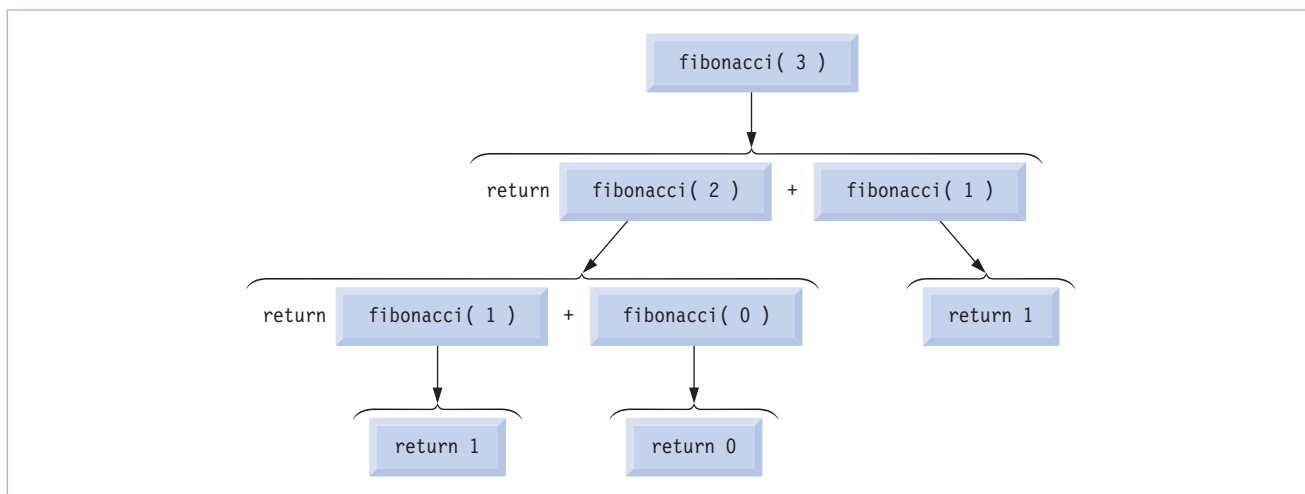 fibonacci( 3 )
return fibonacci( 2 ) + fibonacci( 1 )
return fibonacci( 1 ) + fibonacci( 0 )
return 1
return 1
return 0